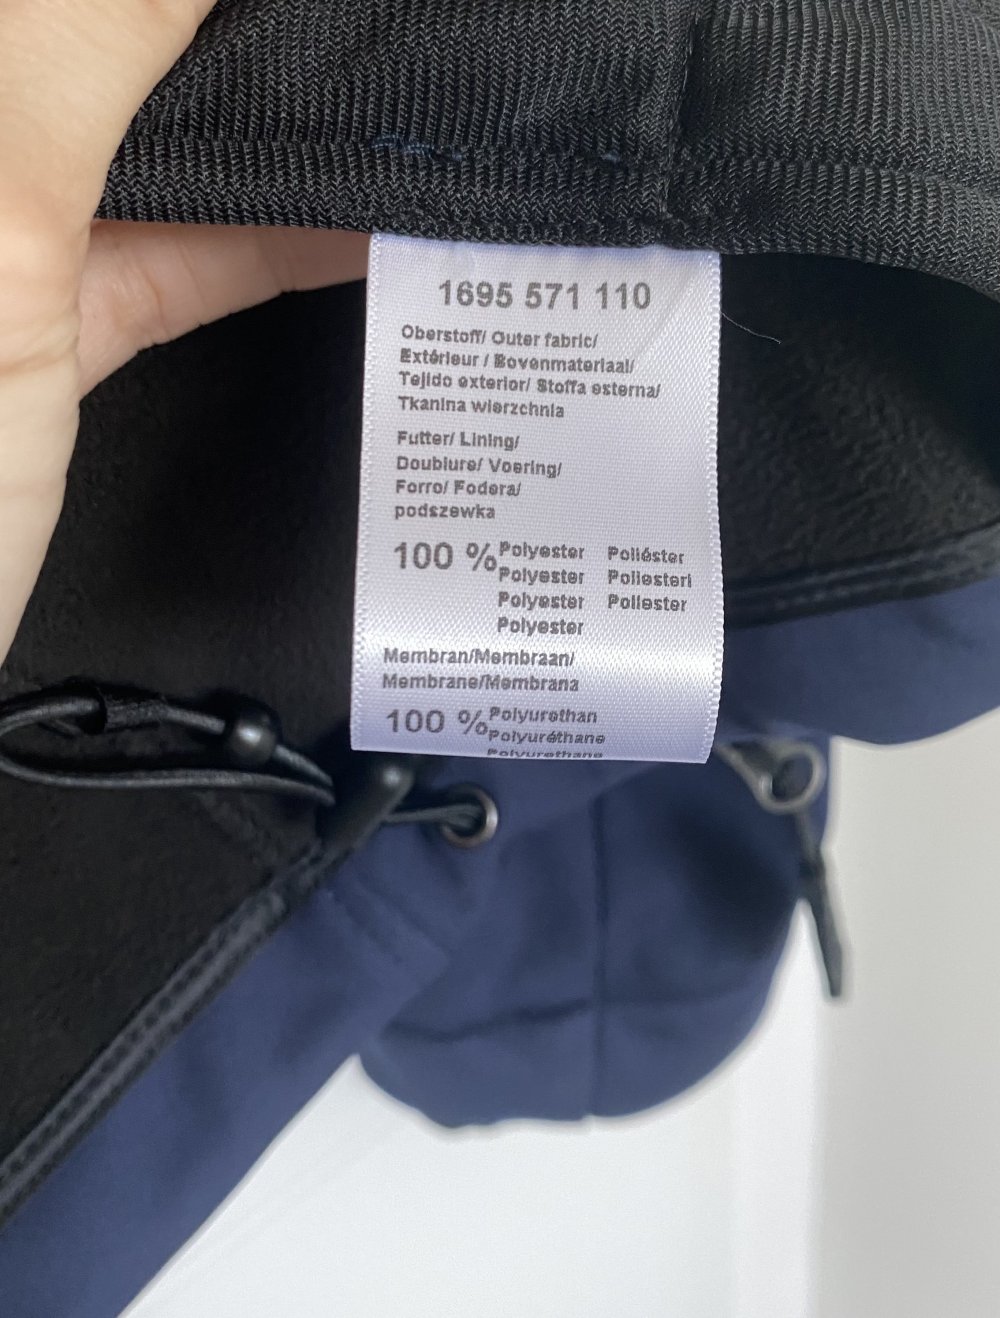 1695 571 110
Oberstoff/ Outer fabric/
Extérieur / Bovenmateriaal/
Tejido exterior/ Stoffa esterna/
Tkanina wierzchnia
Futter/ Lining/
Doublure/ Voering/
Forro/ Fodera/
podszewka
100 % Polyester Poliéster
Polyester Poliesteri
Polyester Poliester
Polyester
Membran/Membraan/
Membrane/Membrana
100 % Polyurethan
Polyuréthane
Polyurethane